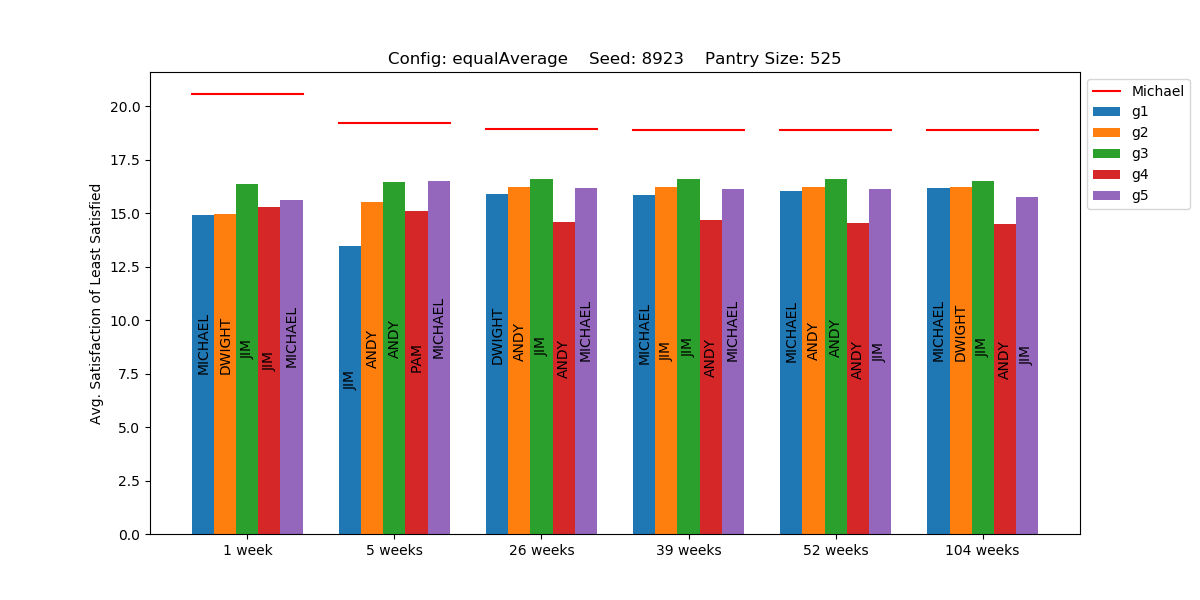 Config: equalAverage    Seed: 8923    Pantry Size: 525
Avg. Satisfaction of Least Satisfied
20.0
17.5
15.0
12.5
10.0
7.5
5.0
2.5
0.0
MICHAEL
DWIGHT
JIM
JIM
MICHAEL
JIM
ANDY
ANDY
PAM
MICHAEL
DWIGHT
ANDY
JIM
ANDY
MICHAEL
MICHAEL
JIM
JIM
ANDY
MICHAEL
MICHAEL
ANDY
ANDY
ANDY
JIM
MICHAEL
DWIGHT
JIM
ANDY
JIM
1 week
5 weeks
26 weeks
39 weeks
52 weeks
104 weeks
Michael
g1
g2
g3
g4
g5